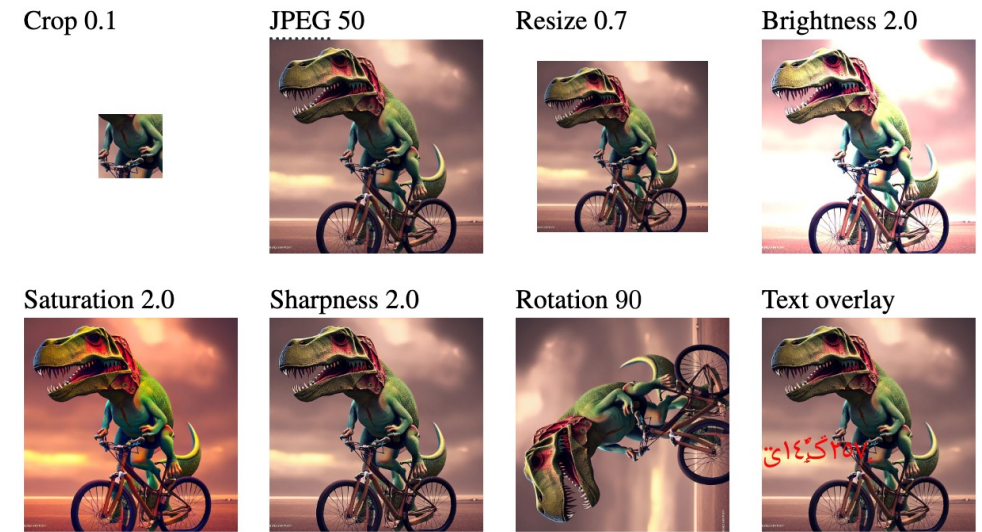 Crop 0.1
JPEG 50
Resize 0.7
Brightness 2.0
Saturation 2.0
Sharpness 2.0
Rotation 90
Text overlay